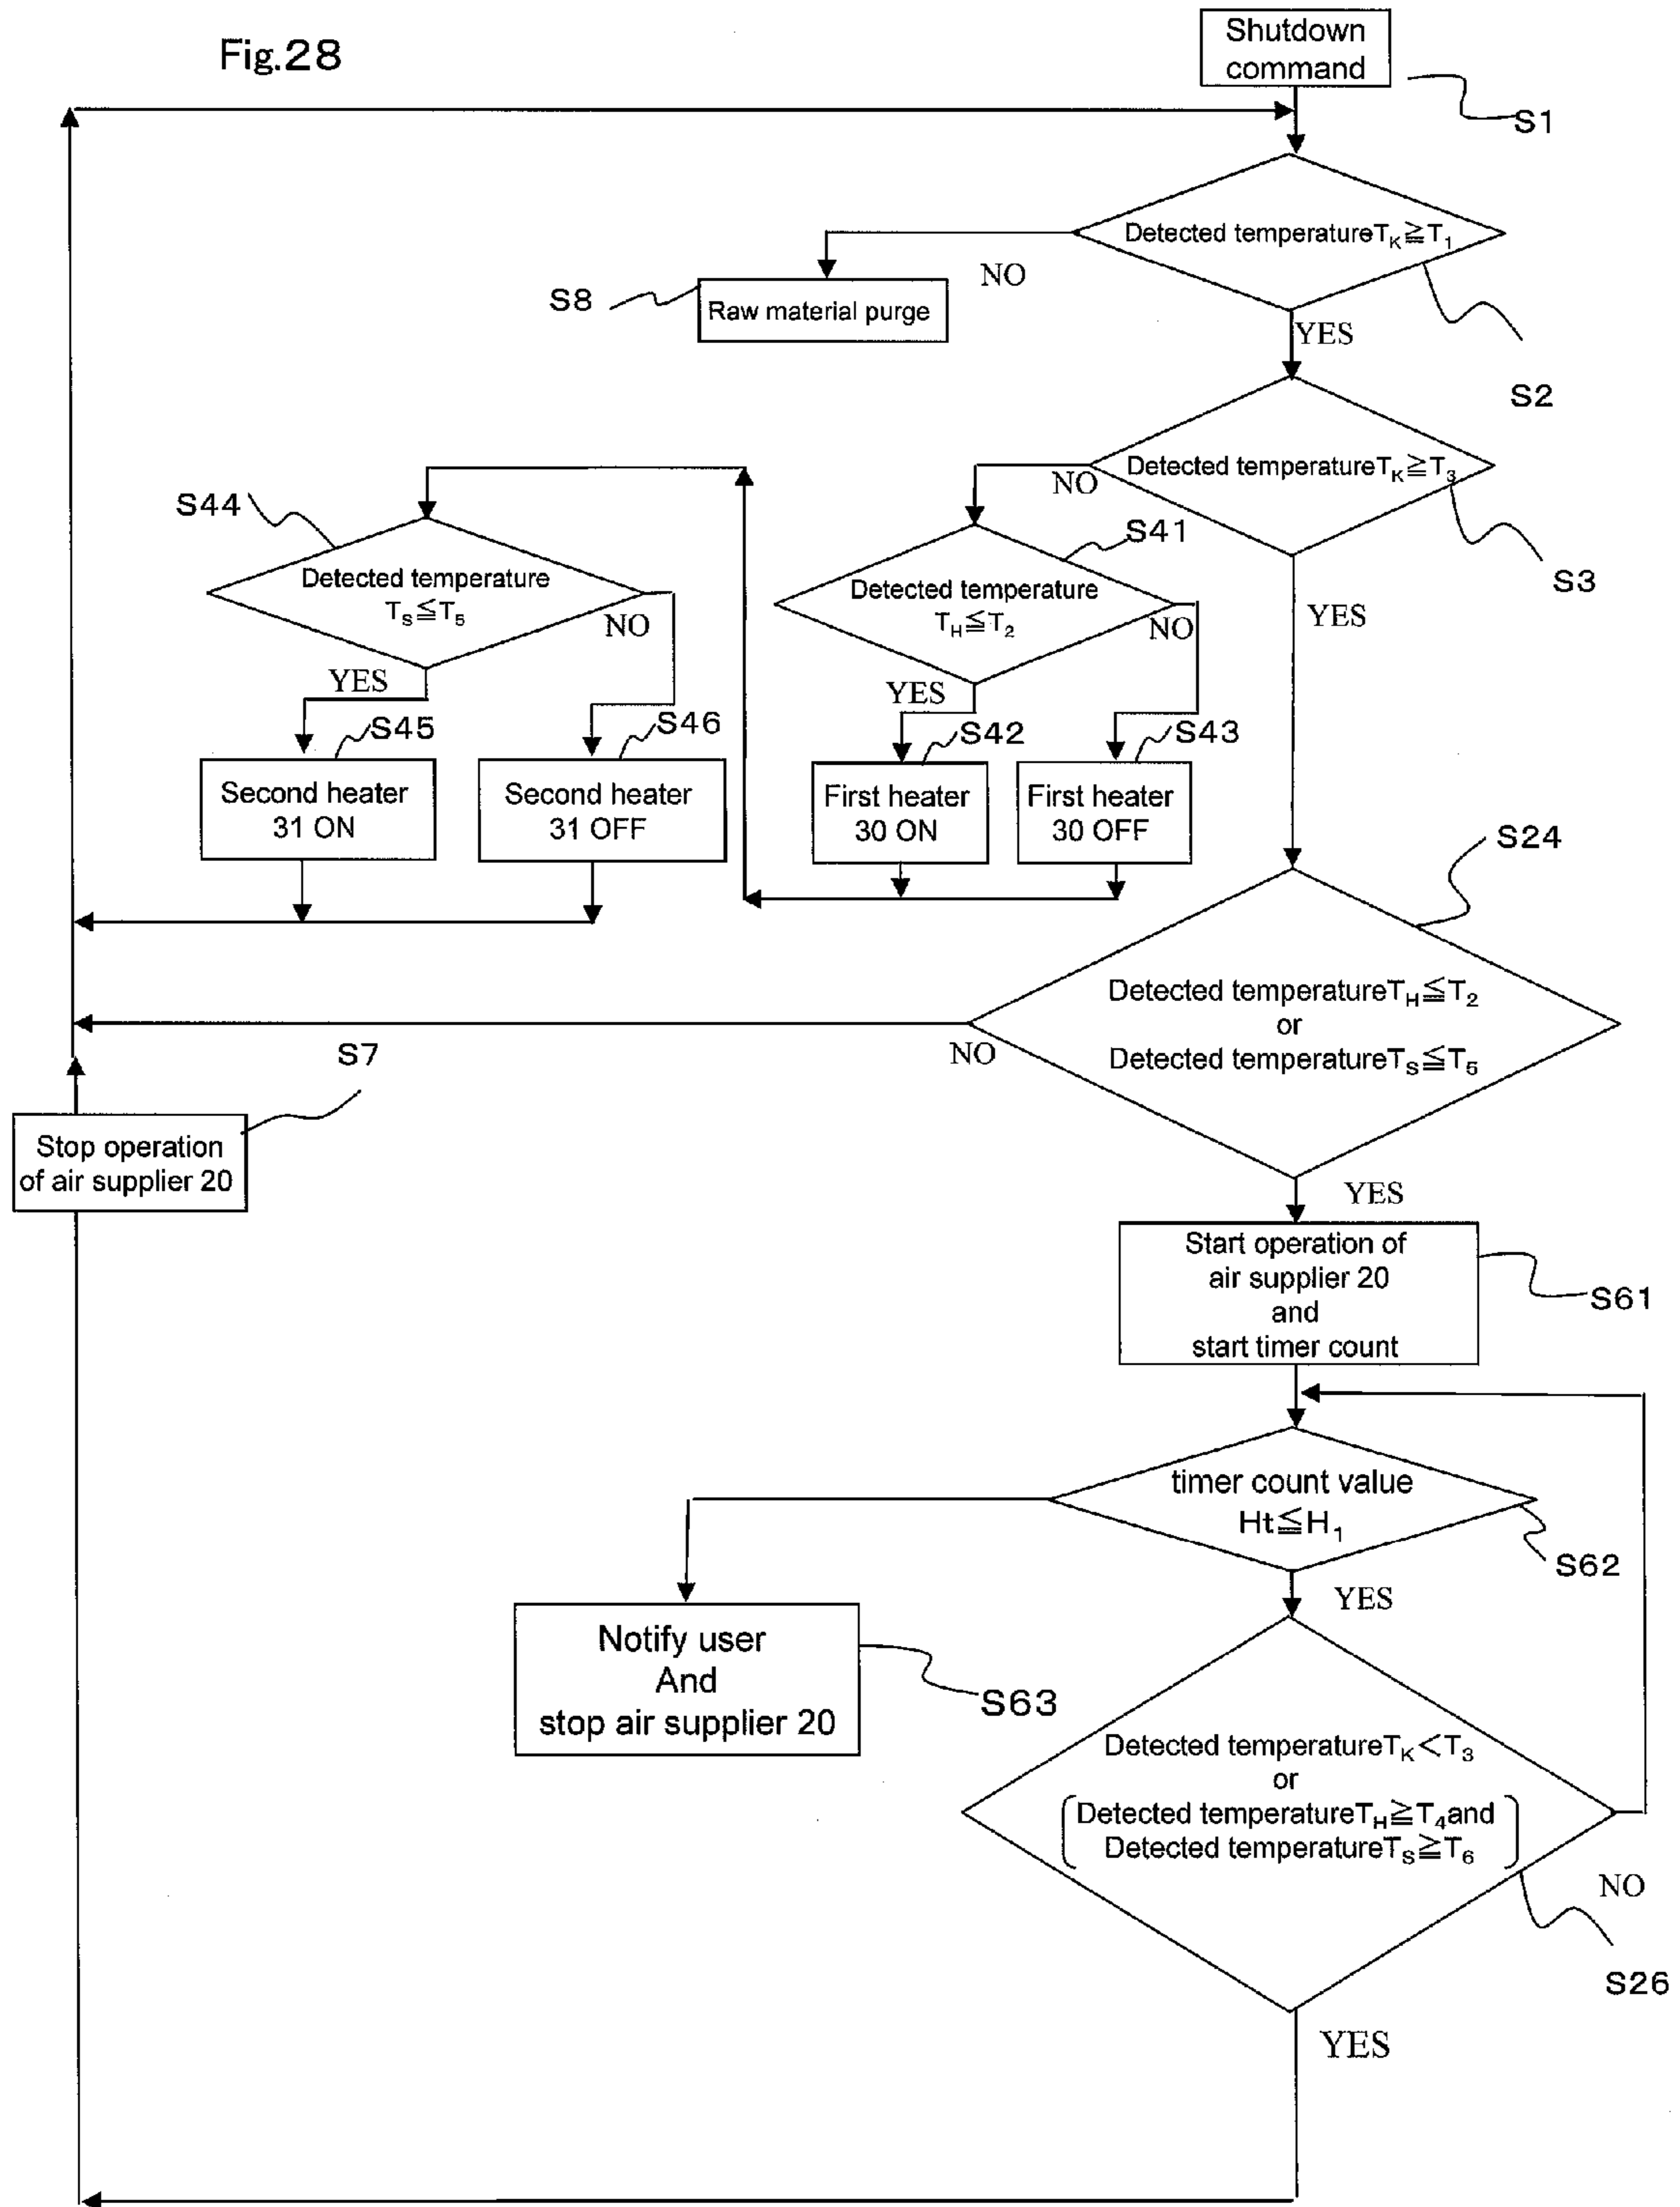 Fig.28
Shutdown
command
S1
Detected temperatureT_K≧T_1
NO
YES
S2
S8
Raw material purge
Detected temperatureT_K≧T_3
NO
YES
S3
S44
Detected temperature
T_S≦T_5
NO
YES
S41
Detected temperature
T_H≦T_2
NO
YES
S45
Second heater
31 ON
S46
Second heater
31 OFF
S42
First heater
30 ON
S43
First heater
30 OFF
S24
Detected temperatureT_H≦T_2
or
Detected temperatureT_S≦T_5
NO
YES
S7
Stop operation
of air supplier 20
Start operation of
air supplier 20
and
start timer count
S61
timer count value
Ht≦H_1
S62
YES
Notify user
And
stop air supplier 20
S63
Detected temperatureT_K<T_3
or
(Detected temperatureT_H≧T_4and
Detected temperatureT_S≧T_6)
NO
S26
YES